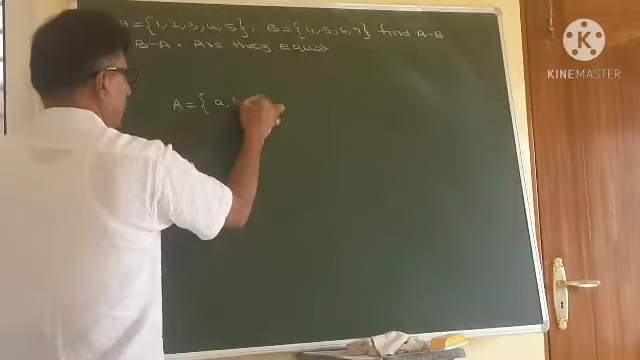 A={1,2,3,4,5}, B={4,5,6,7} find A-B
B-A. Are they equal
A={a,b
KINEMASTER